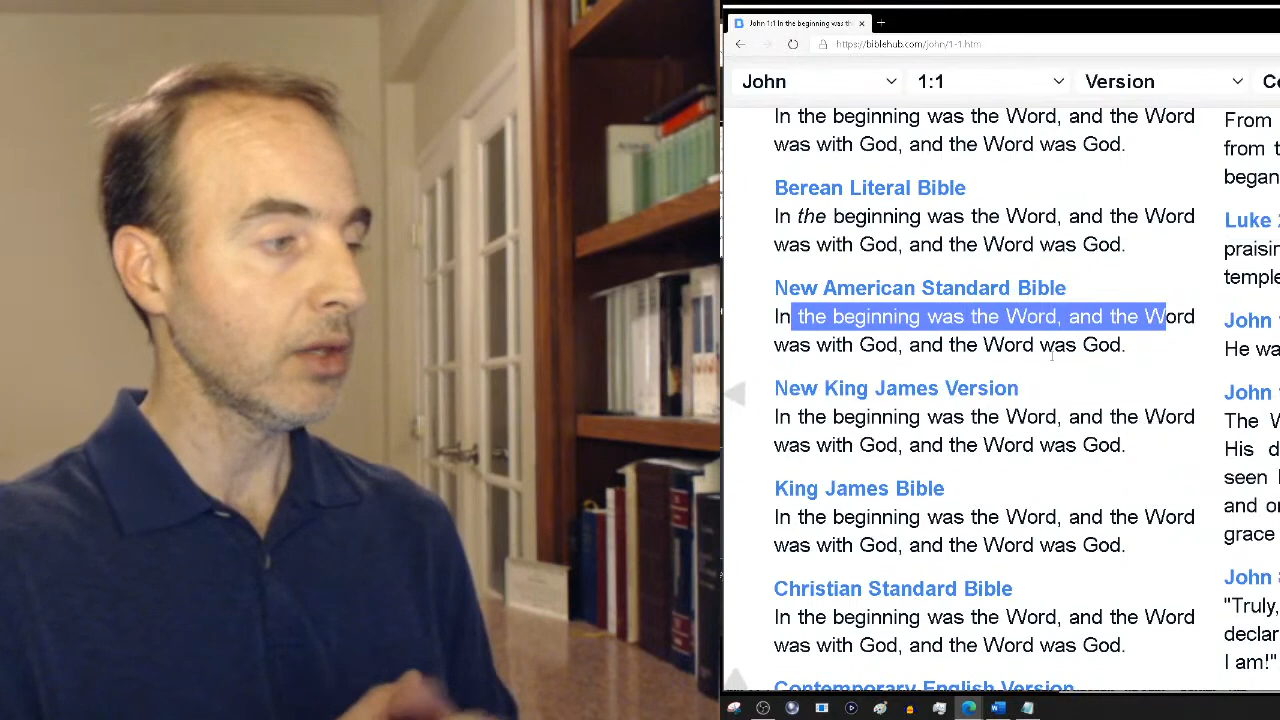 John 1:1 In the beginning was th
https://biblehub.com/john/1-1.htm
John
1:1
Version
In the beginning was the Word, and the Word
was with God, and the Word was God.
Berean Literal Bible
In the beginning was the Word, and the Word
was with God, and the Word was God.
New American Standard Bible
In the beginning was the Word, and the Word
was with God, and the Word was God.
New King James Version
In the beginning was the Word, and the Word
was with God, and the Word was God.
King James Bible
In the beginning was the Word, and the Word
was with God, and the Word was God.
Christian Standard Bible
In the beginning was the Word, and the Word
was with God, and the Word was God.
Contemporary English Version
From
from t
began
Luke
praisin
temple
John
He wa
John
The W
His d
seen
and o
grace
John
"Truly,
declar
I am!"